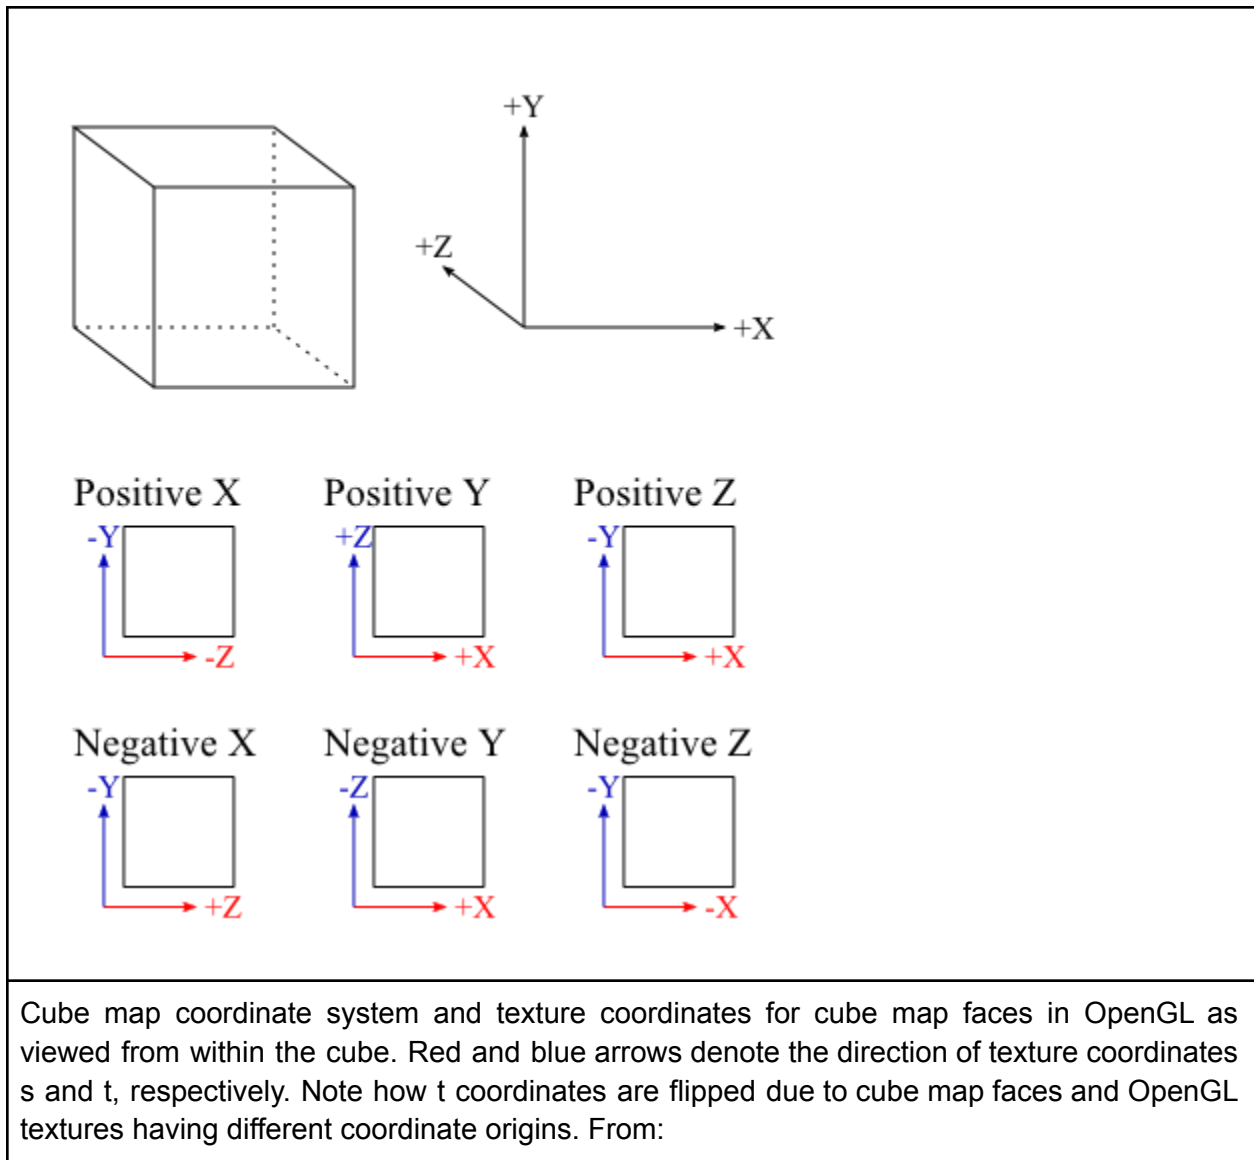 +Y
+Z
+X
Positive X Positive Y Positive Z
-Y +Z -Y
-Z +X +X
Negative X Negative Y Negative Z
-Y -Z -Y
+Z +X -X
Cube map coordinate system and texture coordinates for cube map faces in OpenGL as
viewed from within the cube. Red and blue arrows denote the direction of texture coordinates
s and t, respectively. Note how t coordinates are flipped due to cube map faces and OpenGL
textures having different coordinate origins. From: